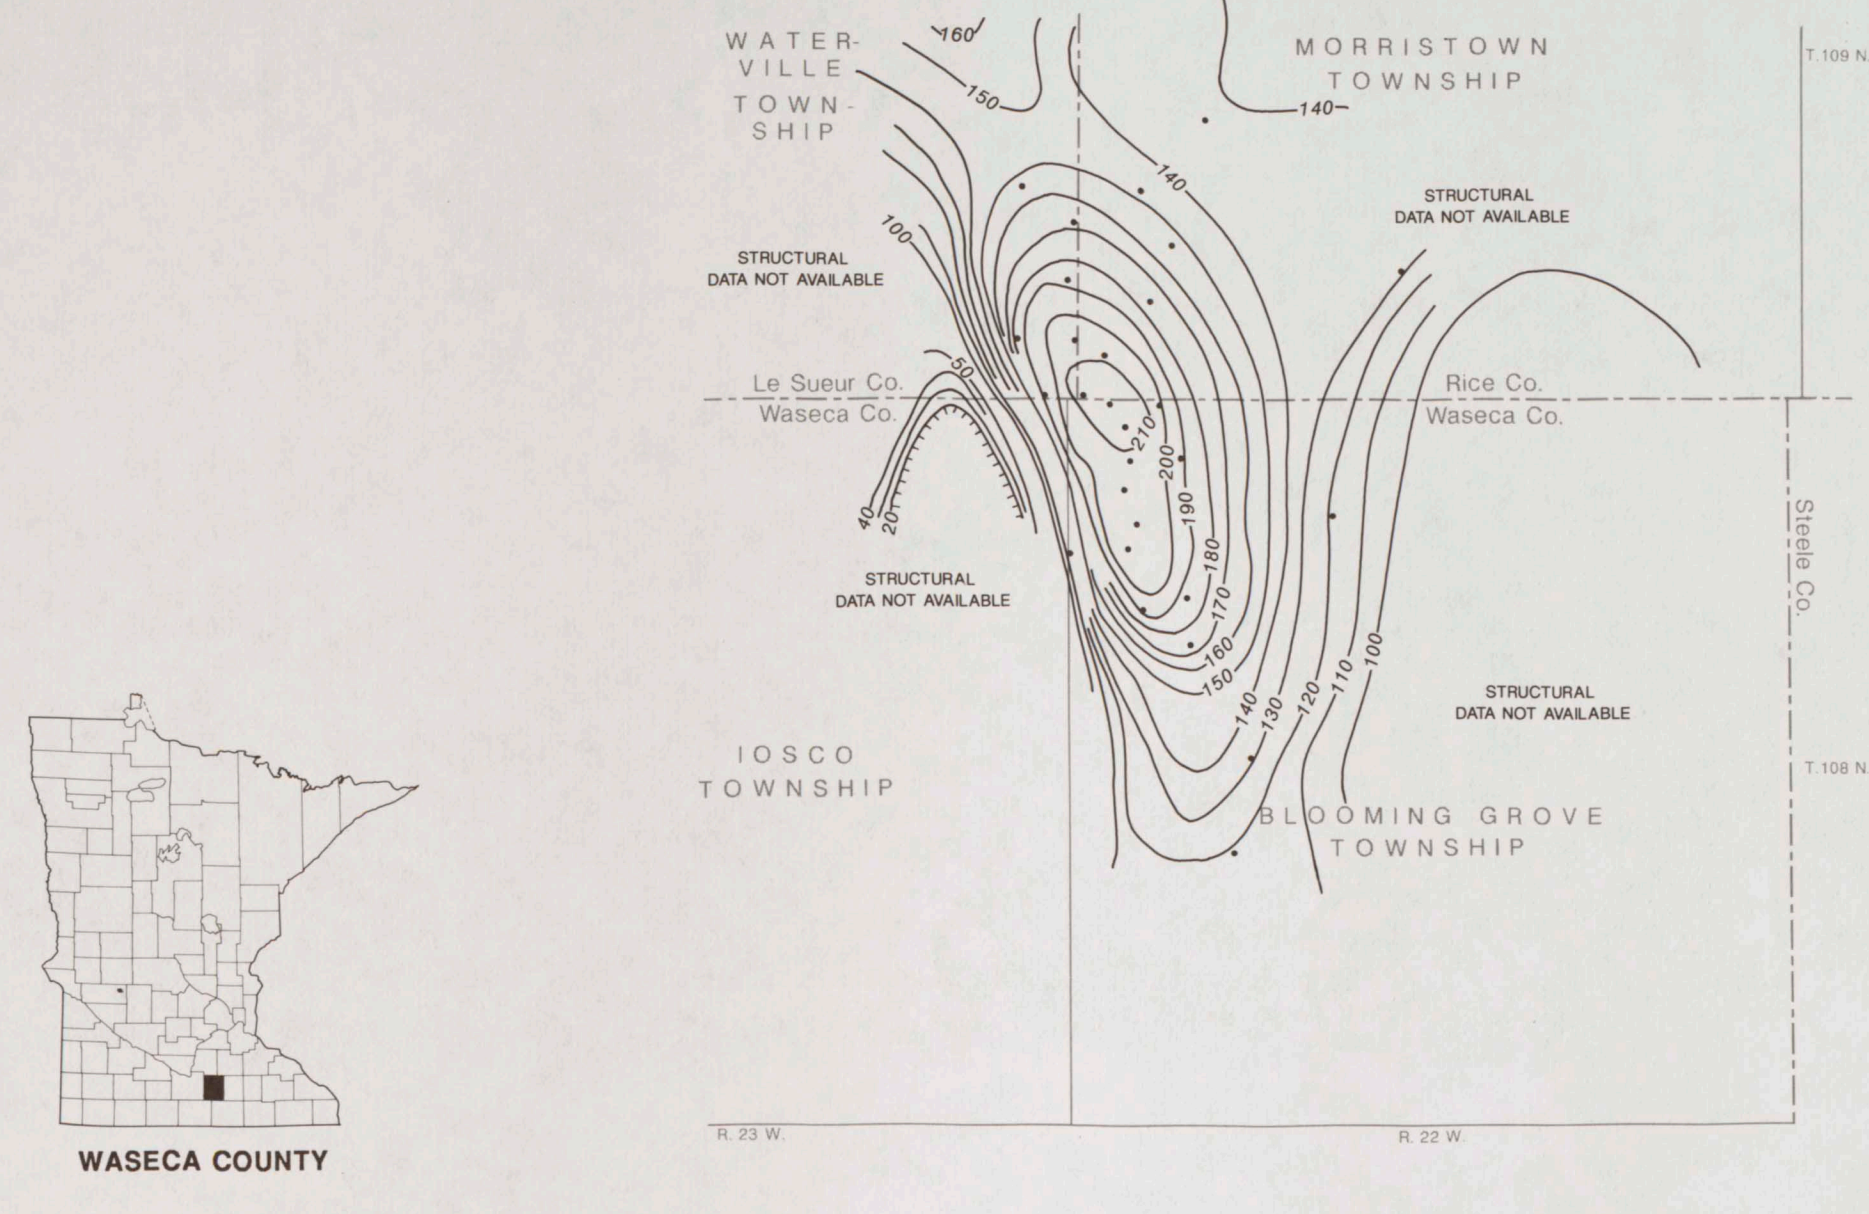 WATER-
VILLE
TOWN-
SHIP
160
150
MORRISTOWN
TOWNSHIP
140
T.109 N.
140
STRUCTURAL
DATA NOT AVAILABLE
100
STRUCTURAL
DATA NOT AVAILABLE
50
Le Sueur Co.
Waseca Co.
Rice Co.
Waseca Co.
210
200
190
180
170
160
150
140
130
120
110
100
40
20
Steele Co.
STRUCTURAL
DATA NOT AVAILABLE
STRUCTURAL
DATA NOT AVAILABLE
IOSCO
TOWNSHIP
T.108 N.
BLOOMING GROVE
TOWNSHIP
R. 23 W.
R. 22 W.
WASECA COUNTY